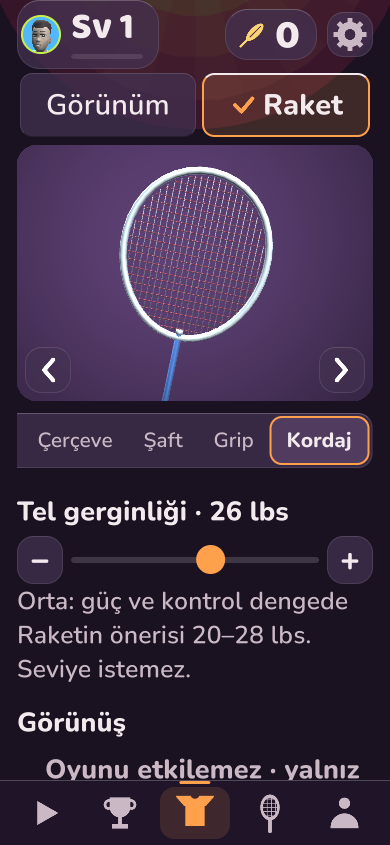 Sv 1
0
Görünüm
Raket
Çerçeve
Şaft
Grip
Kordaj
Tel gerginliği · 26 lbs
Orta: güç ve kontrol dengede
Raketin önerisi 20–28 lbs.
Seviye istemez.
Görünüş
Oyunu etkilemez · yalnız